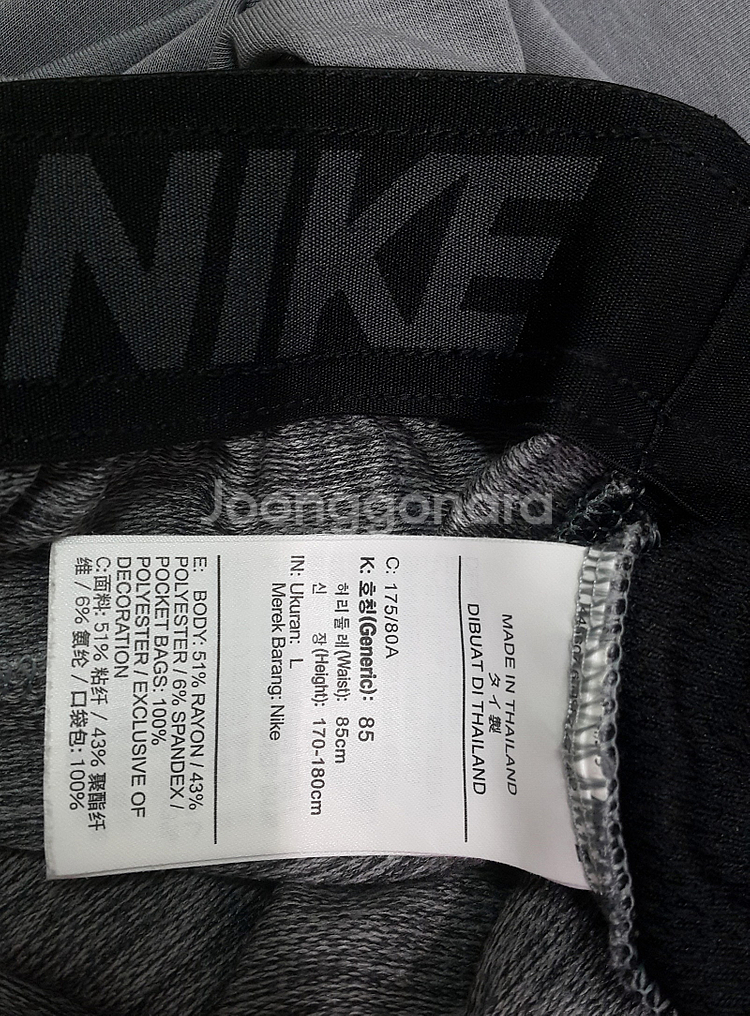 NIKE
Joonggonara
MADE IN THAILAND
タイ製
DIBUAT DI THAILAND
C: 175/80A
K: 호칭(Generic): 85
허리둘레(Waist): 85cm
신 장(Height): 170-180cm
IN: Ukuran: L
Merek Barang: Nike
E: BODY: 51% RAYON / 43%
POLYESTER / 6% SPANDEX /
POCKET BAGS: 100%
POLYESTER / EXCLUSIVE OF
DECORATION
C:面料: 51% 粘纤 / 43% 聚酯纤
维 / 6% 氨纶 / 口袋包: 100%